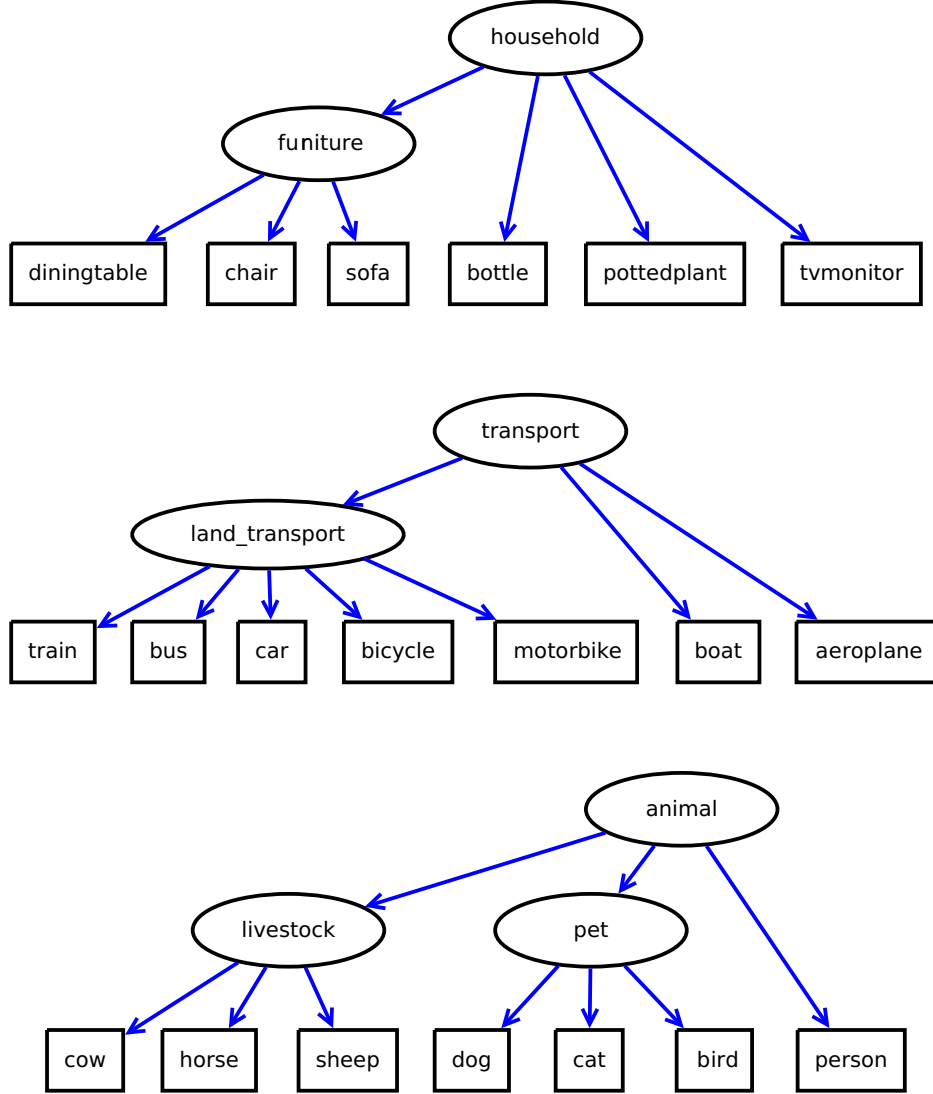 household
funiture
diningtable chair sofa bottle pottedplant tvmonitor
transport
land_transport
train bus car bicycle motorbike boat aeroplane
animal
livestock pet
cow horse sheep dog cat bird person